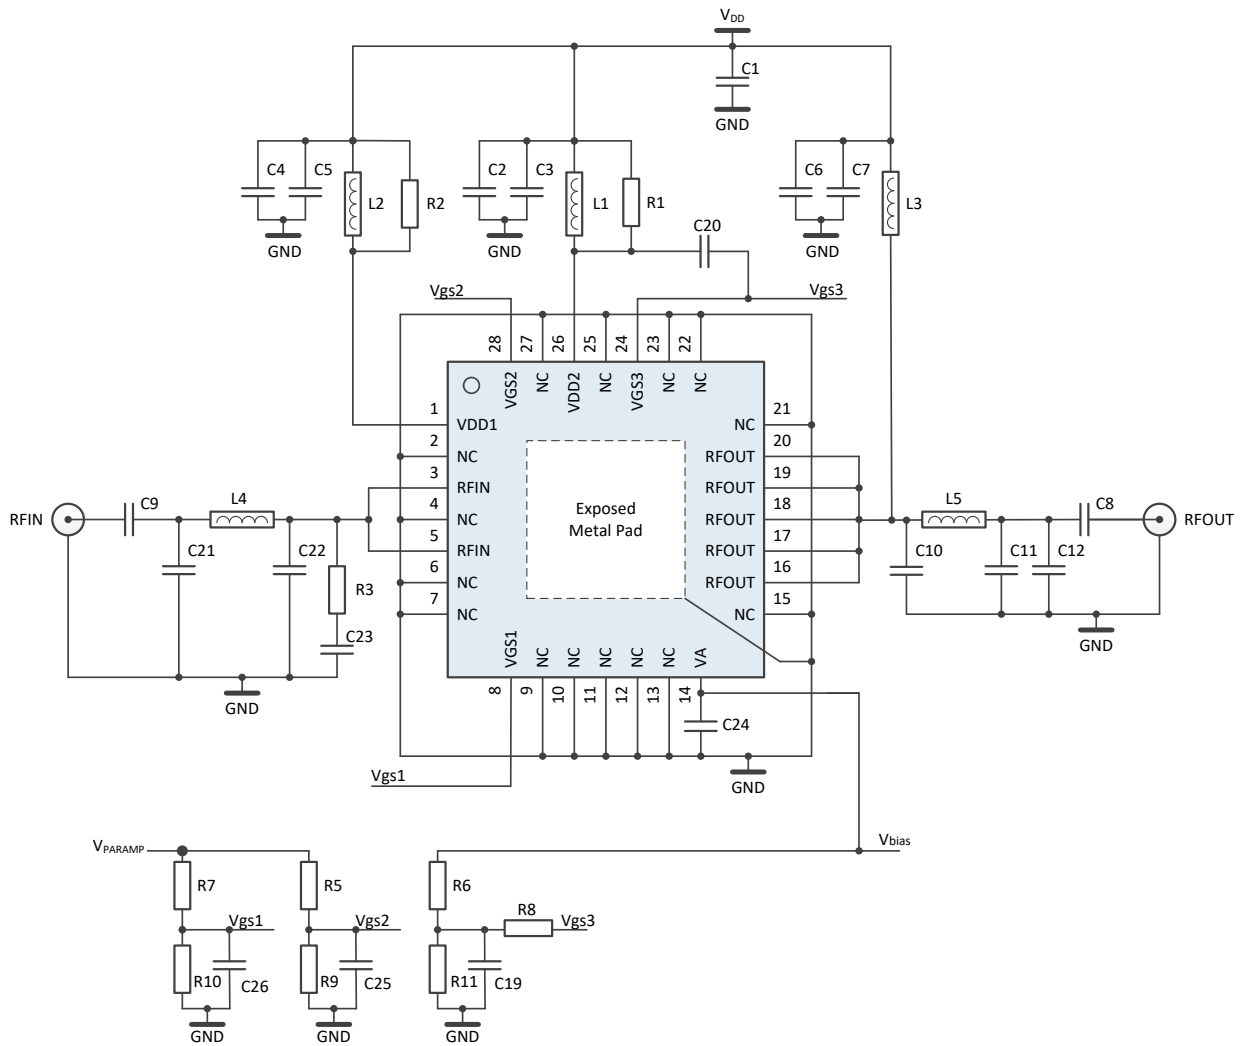 VDD
C1
GND
C4 C5 L2 R2
GND
C2 C3 L1 R1
GND
C20
C6 C7 L3
GND
Vgs2
Vgs3
28 27 26 25 24 23 22
VGS2 NC VDD2 NC VGS3 NC NC
1 VDD1
2 NC
3 RFIN
4 NC
5 RFIN
6 NC
7 NC
Exposed
Metal Pad
NC 21
RFOUT 20
RFOUT 19
RFOUT 18
RFOUT 17
RFOUT 16
NC 15
VGS1 NC NC NC NC NC VA
8 9 10 11 12 13 14
RFIN
C9
L4
C21
C22
R3
C23
GND
L5
C8
RFOUT
C10
C11 C12
GND
C24
GND
Vgs1
VPARAMP
R7
R5
Vgs1
Vgs2
R10
C26
R9
C25
GND
GND
Vbias
R6
R8
Vgs3
R11
C19
GND